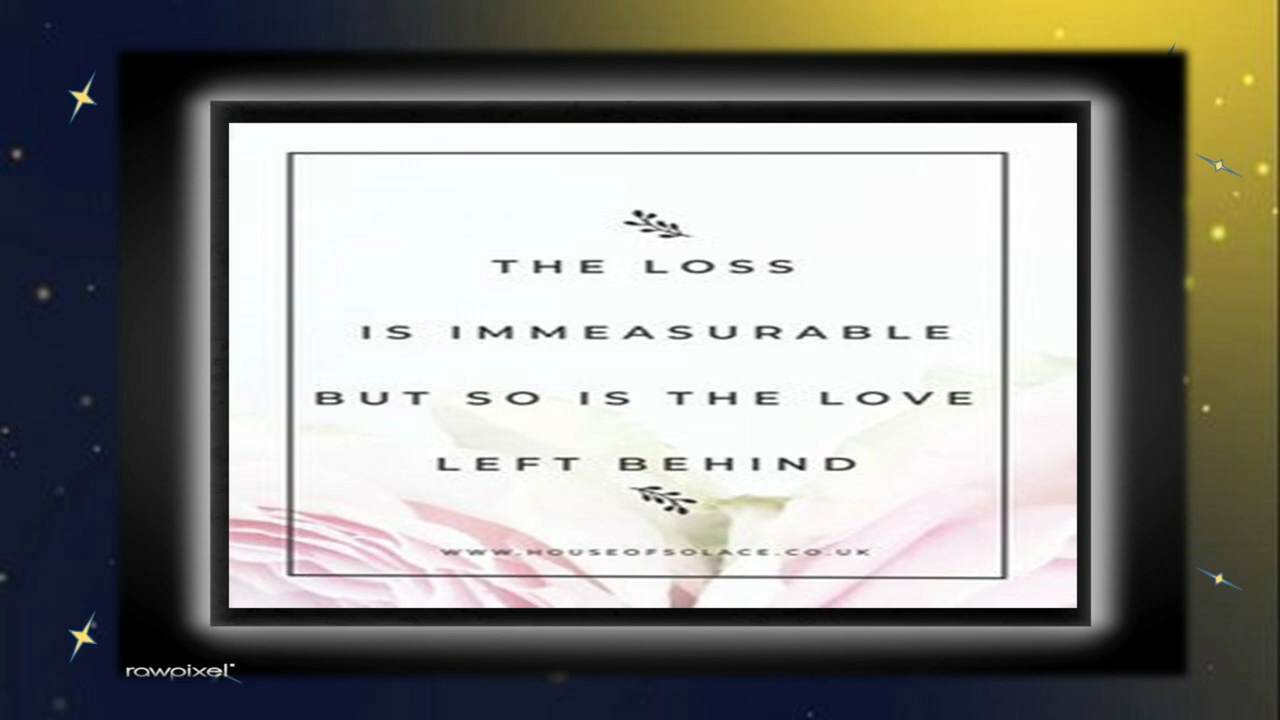 THE LOSS
IS IMMEASURABLE
BUT SO IS THE LOVE
LEFT BEHIND
WWW.HOUSEOFSOLACE.CO.UK
rawpixel